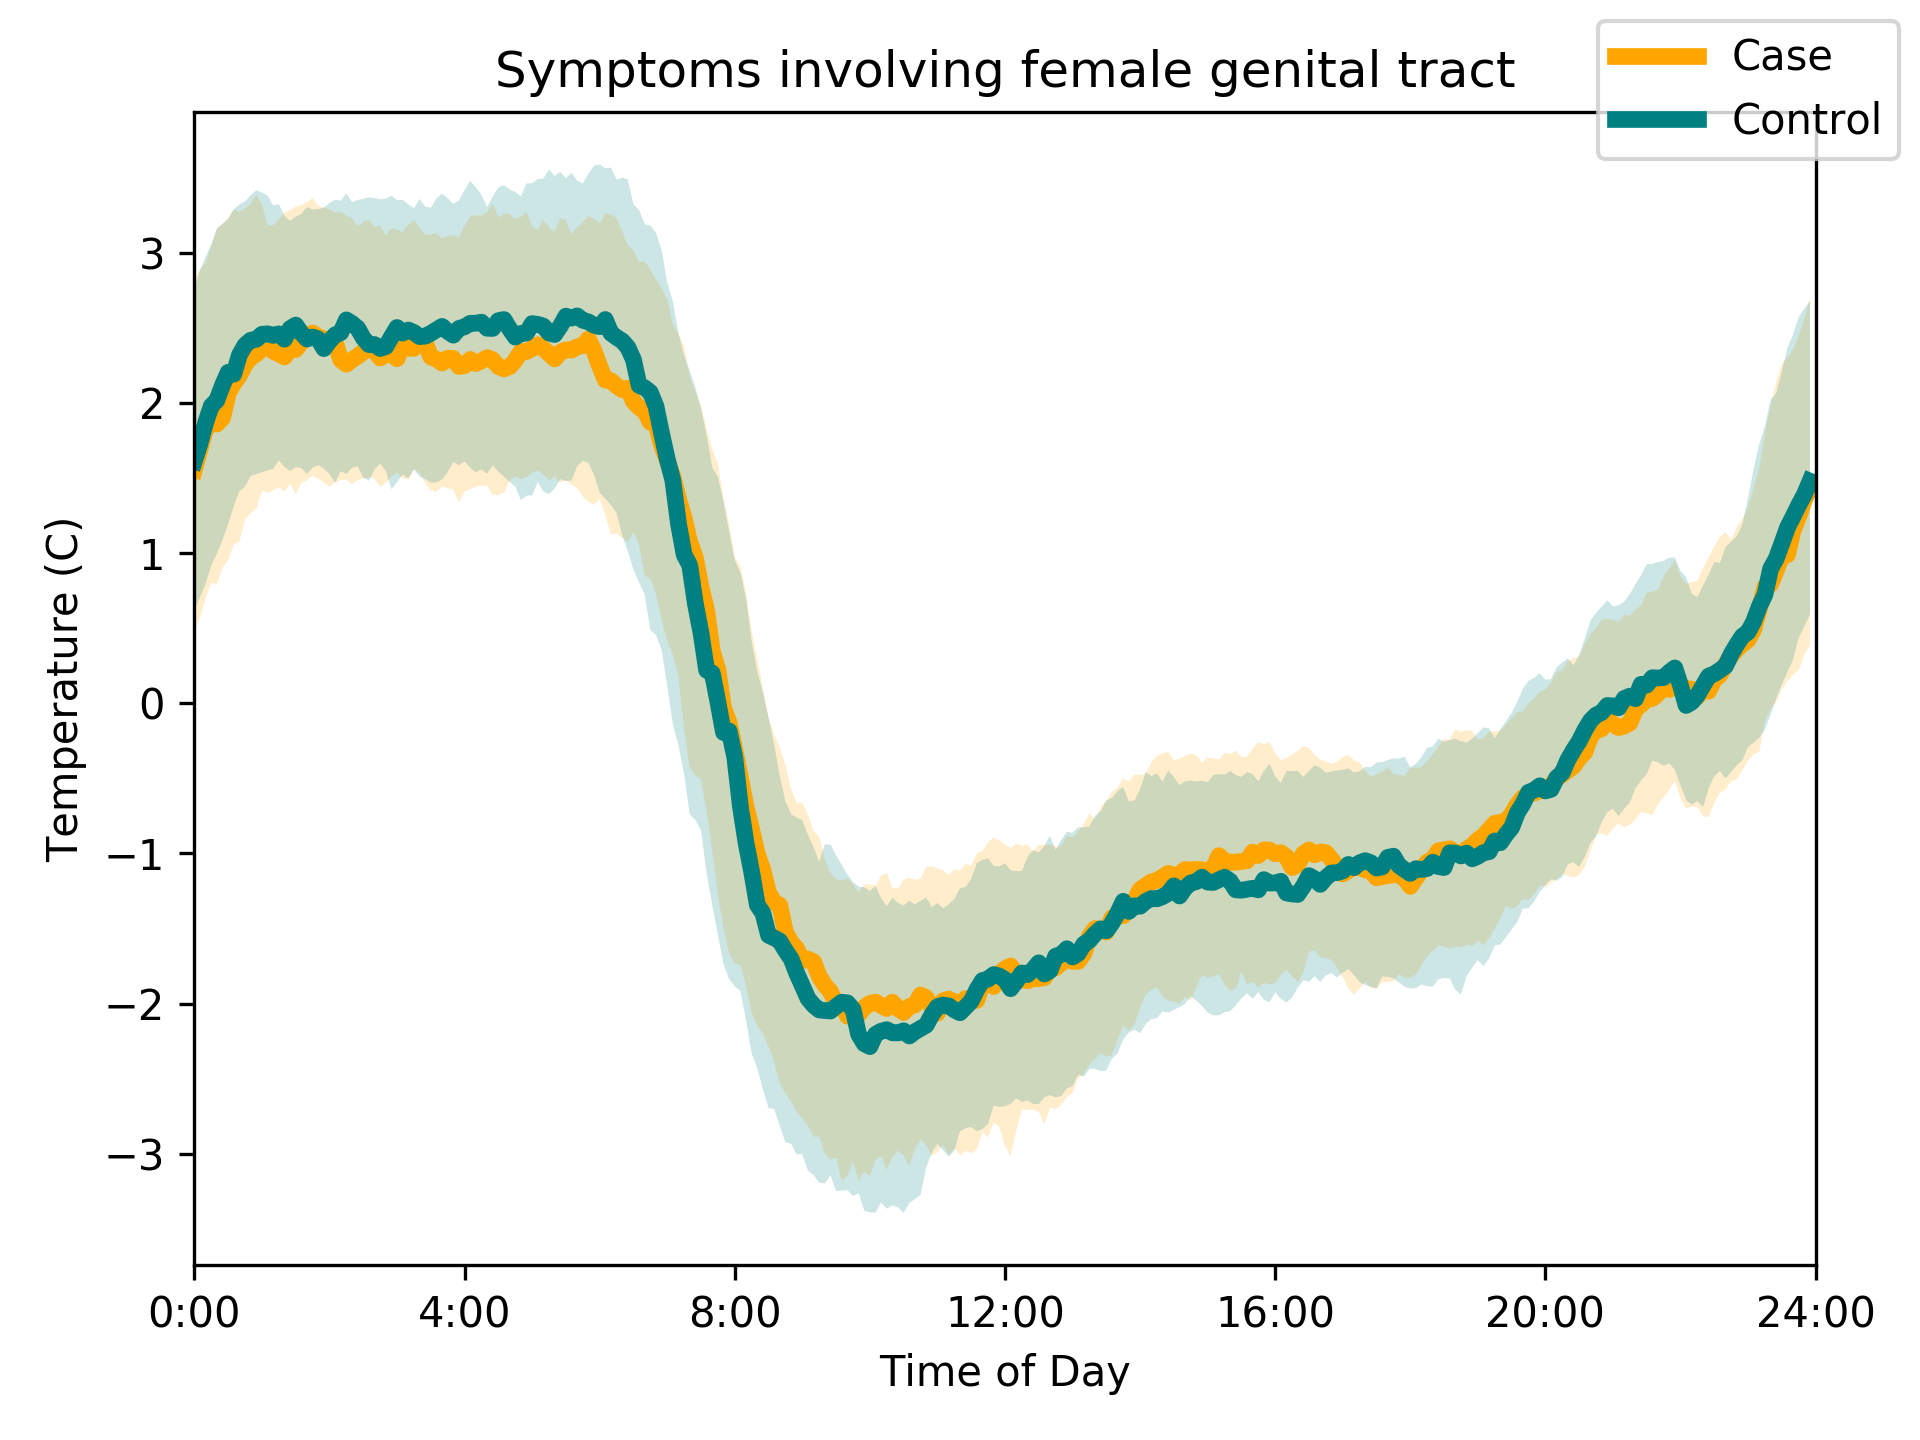 Symptoms involving female genital tract
Case
Control
Temperature (C)
3
2
1
0
−1
−2
−3
0:00 4:00 8:00 12:00 16:00 20:00 24:00
Time of Day